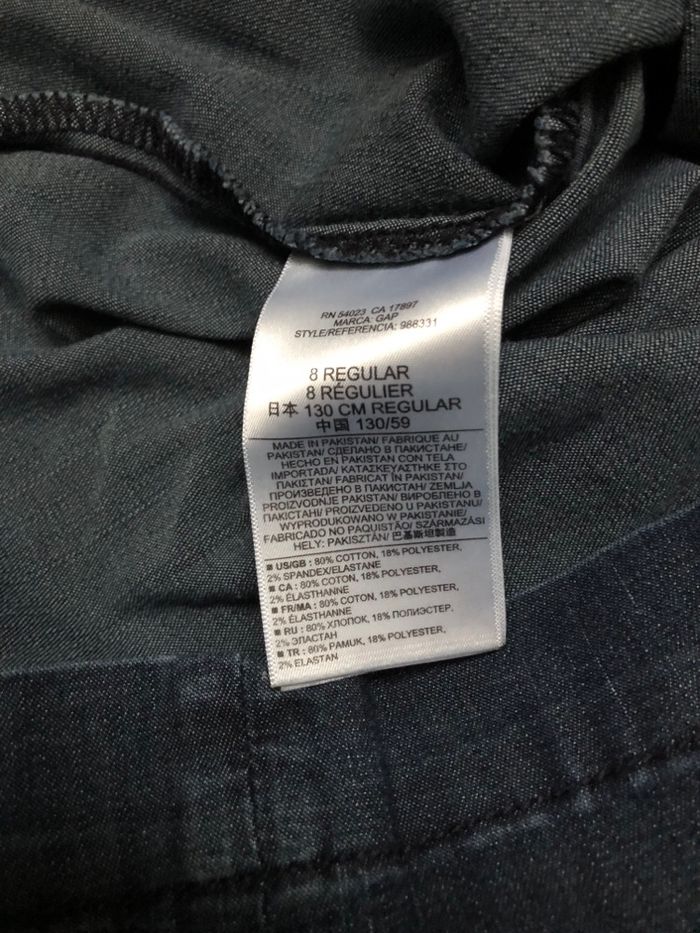 RN 54023 CA 17897
MARCA: GAP
STYLE/REFERENCIA: 988331
8 REGULAR
8 RÉGULIER
日本 130 CM REGULAR
中国 130/59
MADE IN PAKISTAN/ FABRIQUE AU
PAKISTAN/ СДЕЛАНО В ПАКИСТАНЕ/
HECHO EN PAKISTAN CON TELA
IMPORTADA/ ΚΑΤΑΣΚΕΥΑΣΤΗΚΕ ΣΤΟ
ΠΑΚΙΣΤΑΝ/ FABRICAT ÎN PAKISTAN/
ПРОИЗВЕДЕНО В ПАКИСТАН/ ZEMLJA
PROIZVODNJE PAKISTAN/ ВИРОБЛЕНО В
ПАКІСТАНІ/ PROIZVEDENO U PAKISTANU/
WYPRODUKOWANO W PAKISTANIE/
FABRICADO NO PAQUISTÃO/ SZÁRMAZÁSI
HELY: PAKISZTÁN/ 巴基斯坦製造
■ US/GB : 80% COTTON, 18% POLYESTER,
2% SPANDEX/ELASTANE
■ CA : 80% COTON, 18% POLYESTER,
2% ÉLASTHANNE
■ FR/MA : 80% COTON, 18% POLYESTER,
2% ÉLASTHANNE
■ RU : 80% ХЛОПОК, 18% ПОЛИЭСТЕР,
2% ЭЛАСТАН
■ TR : 80% PAMUK, 18% POLYESTER,
2% ELASTAN